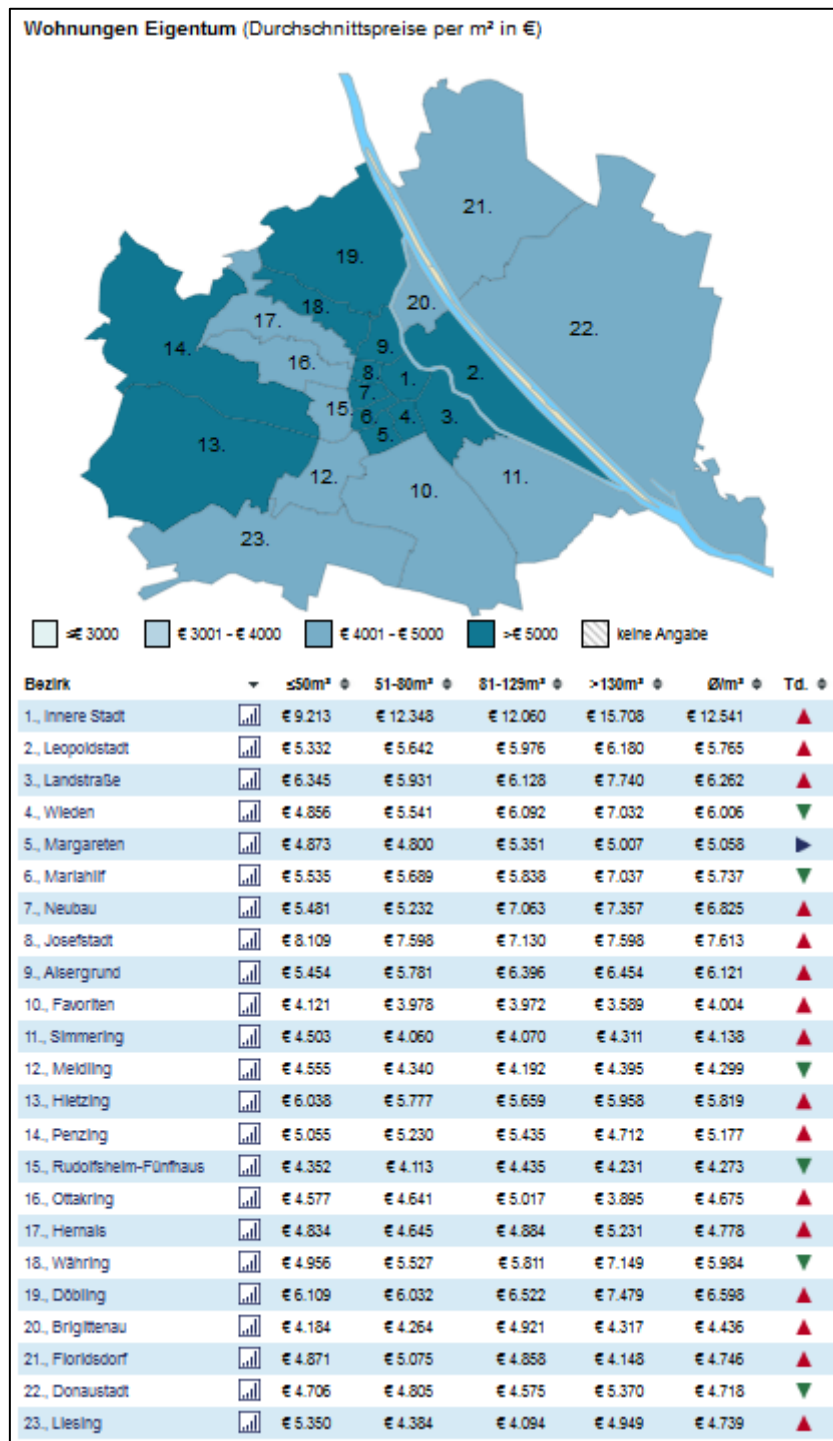 Wohnungen Eigentum (Durchschnittspreise per m² in €)
21.
19.
20.
18.
17.
22.
14.
9.
16.
8.
1.
2.
7.
15.
6.
4.
3.
5.
13.
12.
10.
11.
23.
≤€ 3000 € 3001 - € 4000 € 4001 - € 5000 >€ 5000 keine Angabe
Bezirk ≤50m² 51-80m² 81-129m² >130m² Ø/m² Td.
1., Innere Stadt € 9.213 € 12.348 € 12.060 € 15.708 € 12.541
2., Leopoldstadt € 5.332 € 5.642 € 5.976 € 6.180 € 5.765
3., Landstraße € 6.345 € 5.931 € 6.128 € 7.740 € 6.262
4., Wieden € 4.856 € 5.541 € 6.092 € 7.032 € 6.006
5., Margareten € 4.873 € 4.800 € 5.351 € 5.007 € 5.058
6., Mariahilf € 5.535 € 5.689 € 5.838 € 7.037 € 5.737
7., Neubau € 5.481 € 5.232 € 7.063 € 7.357 € 6.825
8., Josefstadt € 8.109 € 7.598 € 7.130 € 7.598 € 7.613
9., Alsergrund € 5.454 € 5.781 € 6.396 € 6.454 € 6.121
10., Favoriten € 4.121 € 3.978 € 3.972 € 3.589 € 4.004
11., Simmering € 4.503 € 4.060 € 4.070 € 4.311 € 4.138
12., Meidling € 4.555 € 4.340 € 4.192 € 4.395 € 4.299
13., Hietzing € 6.038 € 5.777 € 5.659 € 5.958 € 5.819
14., Penzing € 5.055 € 5.230 € 5.435 € 4.712 € 5.177
15., Rudolfsheim-Fünfhaus € 4.352 € 4.113 € 4.435 € 4.231 € 4.273
16., Ottakring € 4.577 € 4.641 € 5.017 € 3.895 € 4.675
17., Hernals € 4.834 € 4.645 € 4.884 € 5.231 € 4.778
18., Währing € 4.956 € 5.527 € 5.811 € 7.149 € 5.984
19., Döbling € 6.109 € 6.032 € 6.522 € 7.479 € 6.598
20., Brigittenau € 4.184 € 4.264 € 4.921 € 4.317 € 4.436
21., Floridsdorf € 4.871 € 5.075 € 4.858 € 4.148 € 4.746
22., Donaustadt € 4.706 € 4.805 € 4.575 € 5.370 € 4.718
23., Liesing € 5.350 € 4.384 € 4.094 € 4.949 € 4.739